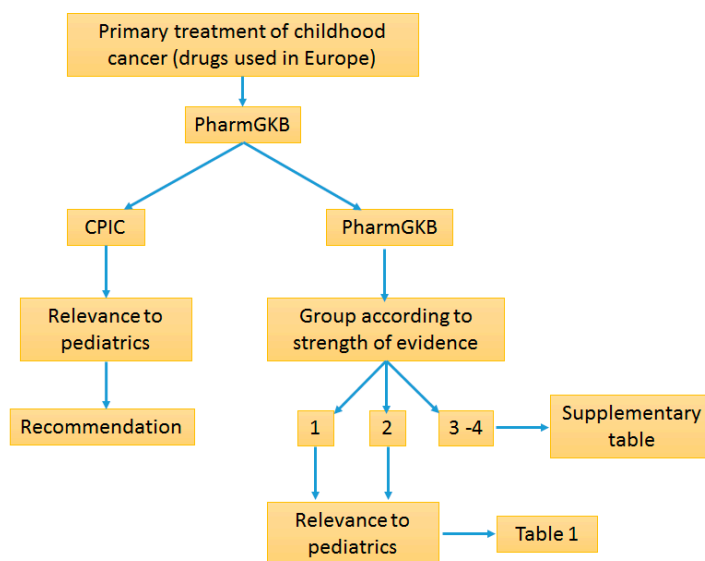 Primary treatment of childhood
cancer (drugs used in Europe)
PharmGKB
CPIC
PharmGKB
Relevance to
pediatrics
Group according to
strength of evidence
Recommendation
1
2
3 -4
Supplementary
table
Relevance to
pediatrics
Table 1